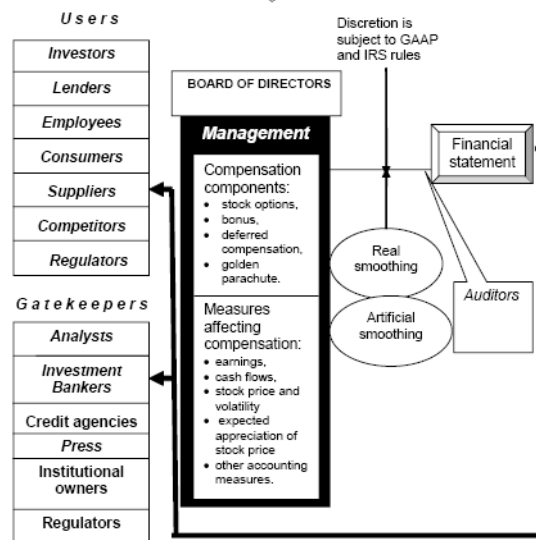 Users
Investors
Lenders
Employees
Consumers
Suppliers
Competitors
Regulators
Gatekeepers
Analysts
Investment
Bankers
Credit agencies
Press
Institutional
owners
Regulators
BOARD OF DIRECTORS
Management
Compensation
components:
• stock options,
• bonus,
• deferred
compensation,
• golden
parachute.
Measures
affecting
compensation:
• earnings,
• cash flows,
• stock price and
volatility
• expected
appreciation of
stock price
• other accounting
measures.
Discretion is
subject to GAAP
and IRS rules
Real
smoothing
Artificial
smoothing
Financial
statement
Auditors